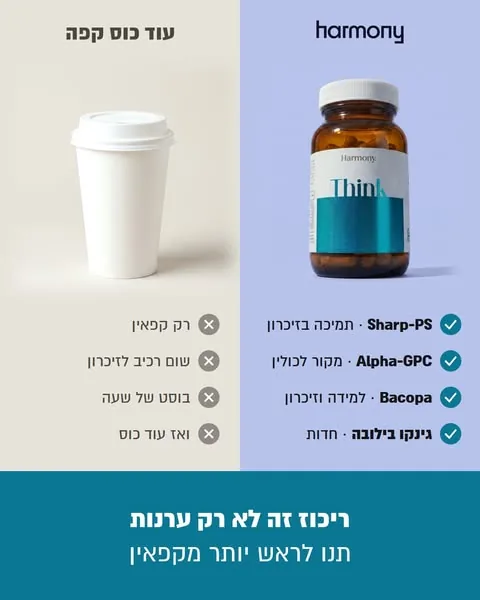 harmony
עוד כוס קפה
Harmony.
Think
Sharp-PS · תמיכה בזיכרון
Alpha-GPC · מקור לכולין
Bacopa · למידה וזיכרון
גינקו בילובה · חדות
רק קפאין
שום רכיב לזיכרון
בוסט של שעה
ואז עוד כוס
ריכוז זה לא רק ערנות
תנו לראש יותר מקפאין